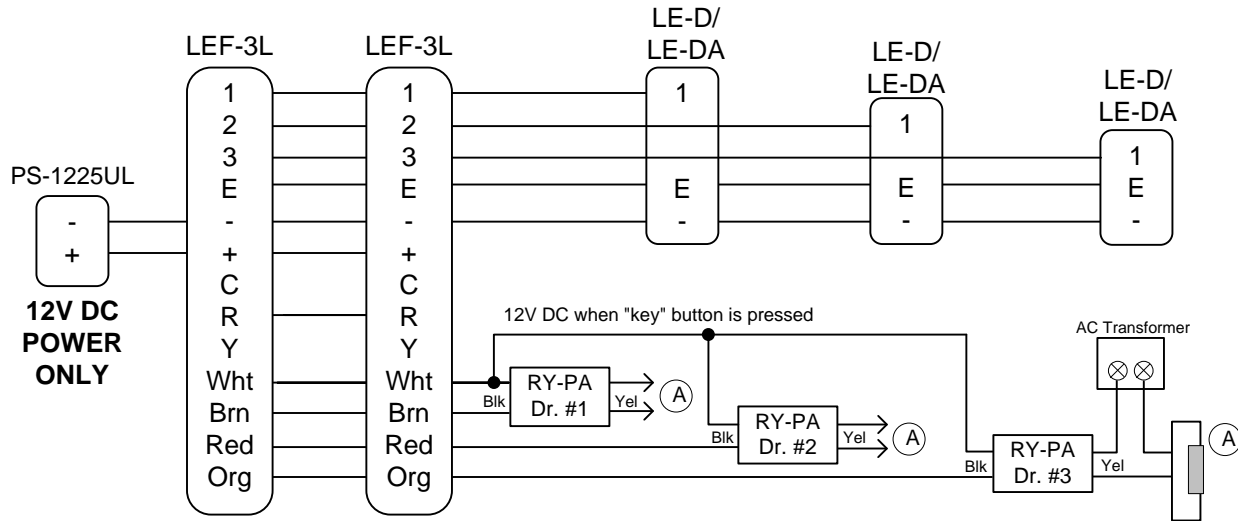 LEF-3L
1
2
3
E
-
+
C
R
Y
Wht
Brn
Red
Org
LEF-3L
1
2
3
E
-
+
C
R
Y
Wht
Brn
Red
Org
LE-D/
LE-DA
1
E
-
LE-D/
LE-DA
1
E
-
LE-D/
LE-DA
1
E
-
PS-1225UL
-
+
12V DC
POWER
ONLY
12V DC when "key" button is pressed
Blk
RY-PA
Dr. #1
Yel
A
Blk
RY-PA
Dr. #2
Yel
A
Blk
RY-PA
Dr. #3
Yel
AC Transformer
A